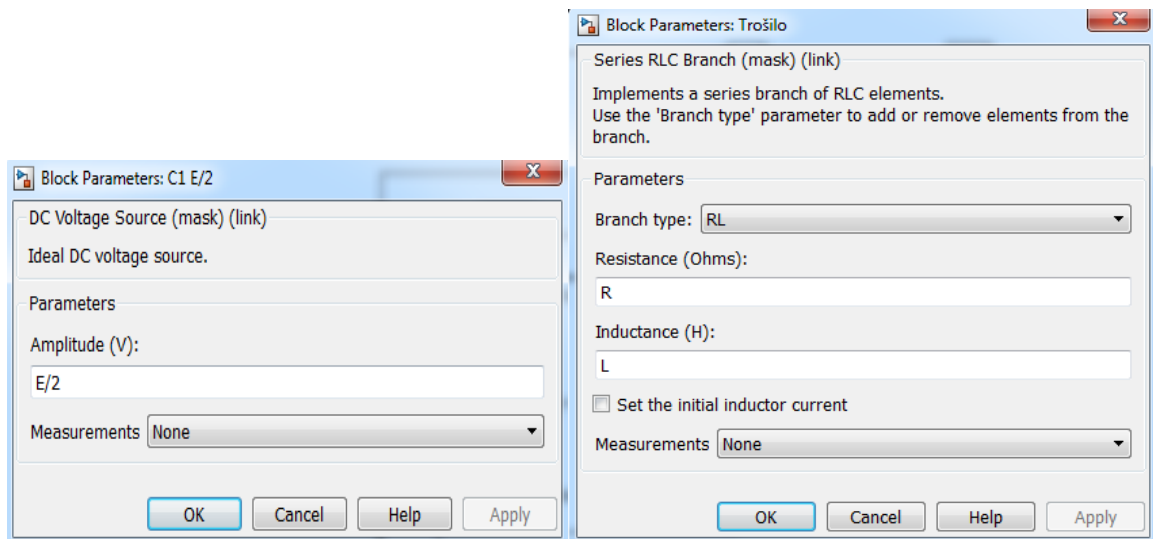 Block Parameters: C1 E/2
DC Voltage Source (mask) (link)
Ideal DC voltage source.
Parameters
Amplitude (V):
E/2
Measurements None
OK Cancel Help Apply
Block Parameters: Trošilo
Series RLC Branch (mask) (link)
Implements a series branch of RLC elements.
Use the 'Branch type' parameter to add or remove elements from the
branch.
Parameters
Branch type: RL
Resistance (Ohms):
R
Inductance (H):
L
Set the initial inductor current
Measurements None
OK Cancel Help Apply